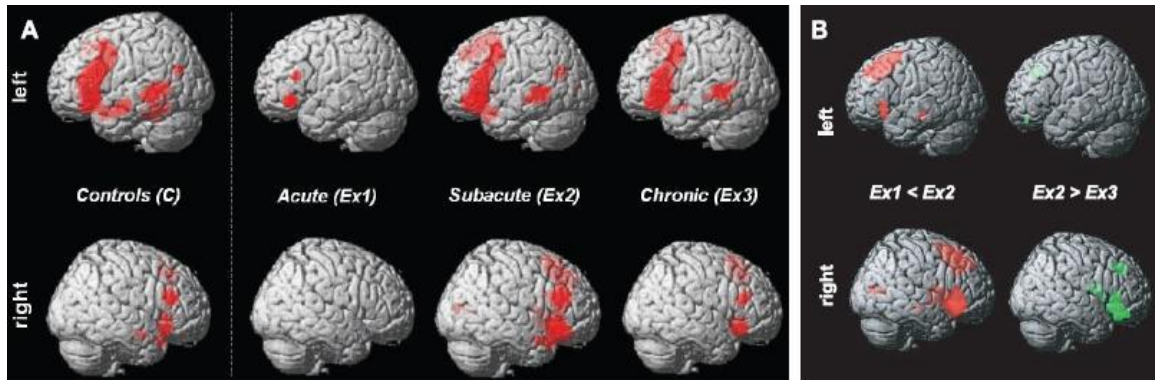 A
left
Controls (C)
Acute (Ex1)
Subacute (Ex2)
Chronic (Ex3)
right
B
left
Ex1 < Ex2
Ex2 > Ex3
right